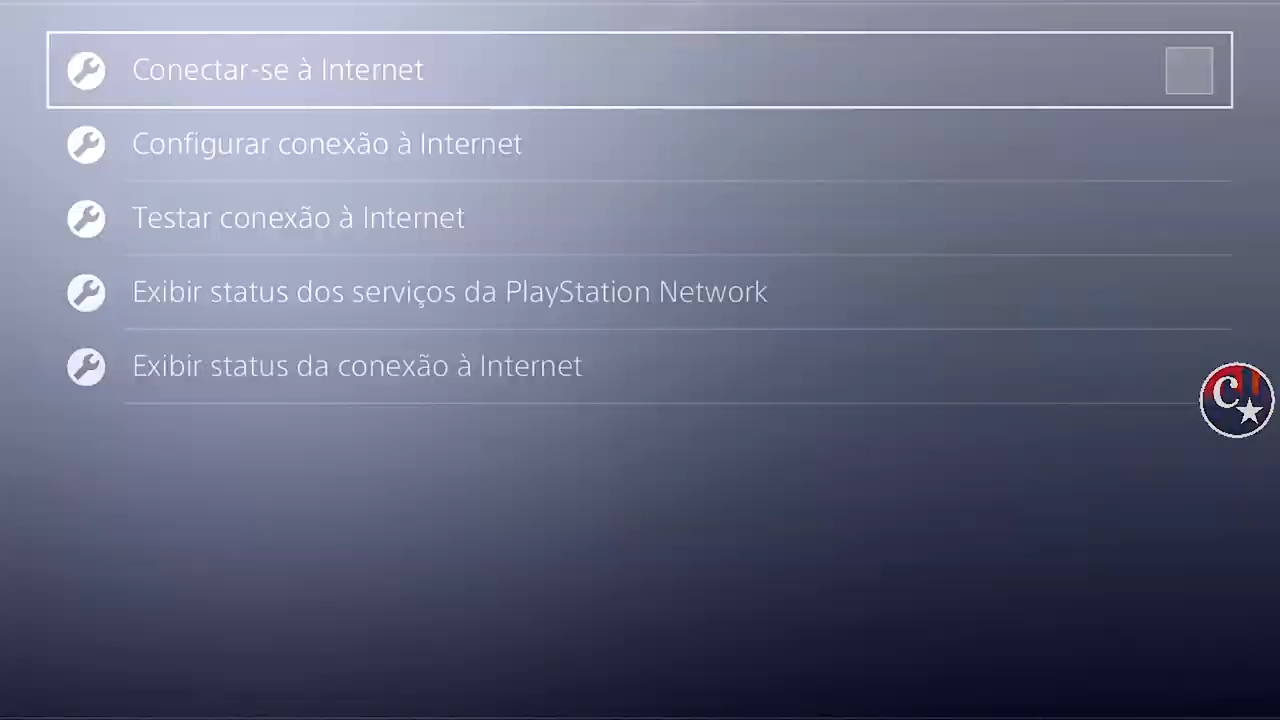 Conectar-se à Internet
Configurar conexão à Internet
Testar conexão à Internet
Exibir status dos serviços da PlayStation Network
Exibir status da conexão à Internet
C